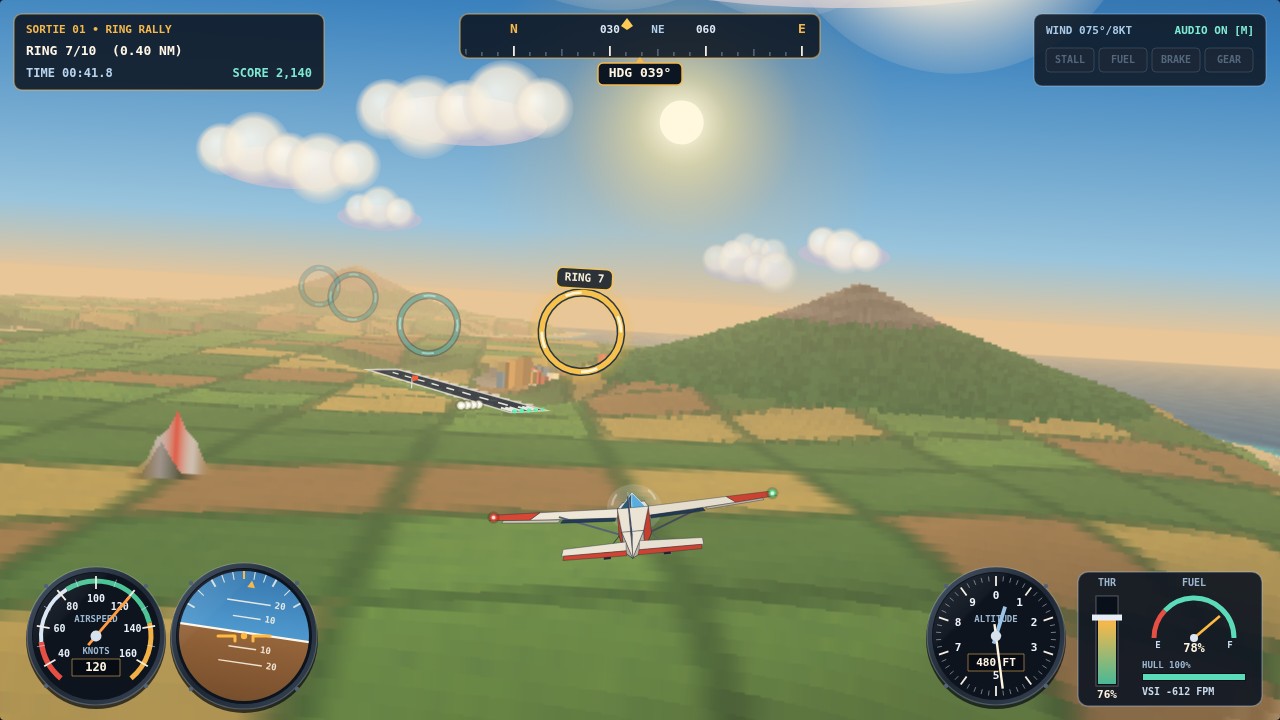 SORTIE 01 • RING RALLY
RING 7/10 (0.40 NM)
TIME 00:41.8 SCORE 2,140
N 030 NE 060 E
HDG 039°
WIND 075°/8KT AUDIO ON [M]
STALL FUEL BRAKE GEAR
RING 7
40 60 80 100 120 140 160
AIRSPEED
KNOTS
120
20
10
10
20
0 1 2 3 5 7 8 9
ALTITUDE
480 FT
THR
76%
FUEL
E F
78%
HULL 100%
VSI -612 FPM